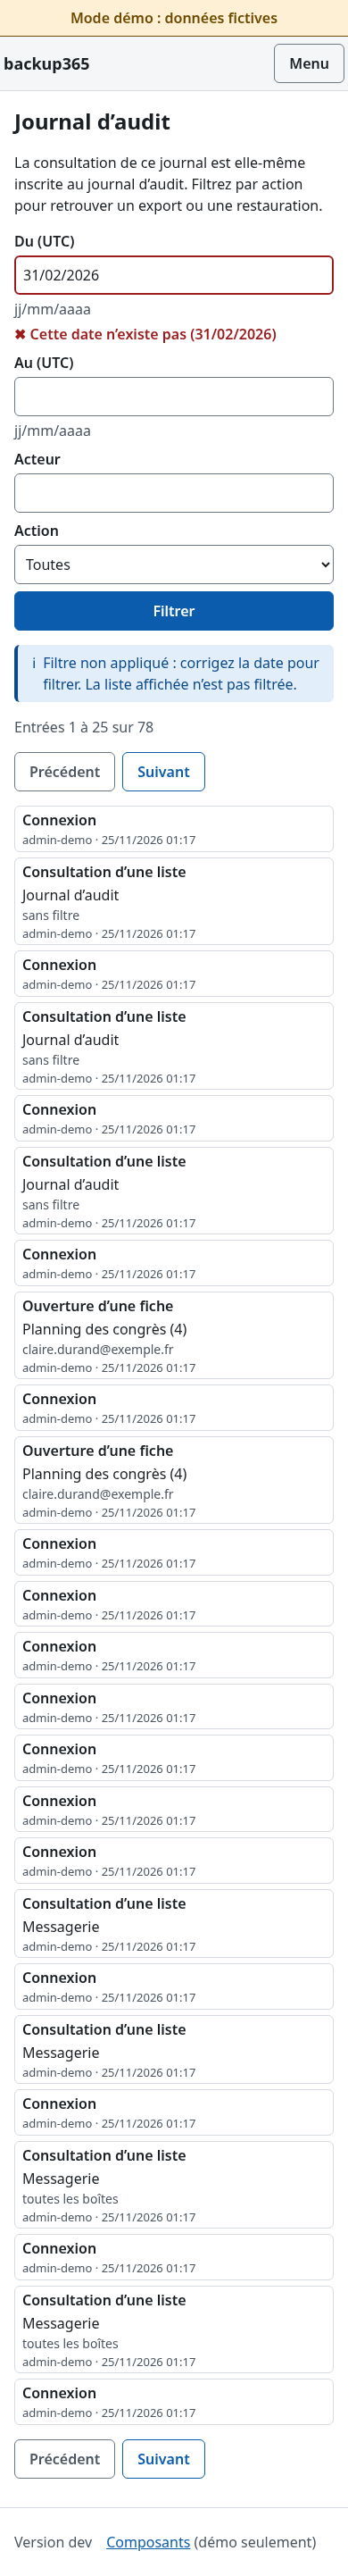 Mode démo : données fictives
backup365
Menu
Journal d’audit
La consultation de ce journal est elle-même
inscrite au journal d’audit. Filtrez par action
pour retrouver un export ou une restauration.
Du (UTC)
31/02/2026
jj/mm/aaaa
✖ Cette date n’existe pas (31/02/2026)
Au (UTC)
jj/mm/aaaa
Acteur
Action
Toutes
Filtrer
i Filtre non appliqué : corrigez la date pour
filtrer. La liste affichée n’est pas filtrée.
Entrées 1 à 25 sur 78
Précédent Suivant
Connexion
admin-demo · 25/11/2026 01:17
Consultation d’une liste
Journal d’audit
sans filtre
admin-demo · 25/11/2026 01:17
Connexion
admin-demo · 25/11/2026 01:17
Consultation d’une liste
Journal d’audit
sans filtre
admin-demo · 25/11/2026 01:17
Connexion
admin-demo · 25/11/2026 01:17
Consultation d’une liste
Journal d’audit
sans filtre
admin-demo · 25/11/2026 01:17
Connexion
admin-demo · 25/11/2026 01:17
Ouverture d’une fiche
Planning des congrès (4)
claire.durand@exemple.fr
admin-demo · 25/11/2026 01:17
Connexion
admin-demo · 25/11/2026 01:17
Ouverture d’une fiche
Planning des congrès (4)
claire.durand@exemple.fr
admin-demo · 25/11/2026 01:17
Connexion
admin-demo · 25/11/2026 01:17
Connexion
admin-demo · 25/11/2026 01:17
Connexion
admin-demo · 25/11/2026 01:17
Connexion
admin-demo · 25/11/2026 01:17
Connexion
admin-demo · 25/11/2026 01:17
Connexion
admin-demo · 25/11/2026 01:17
Connexion
admin-demo · 25/11/2026 01:17
Consultation d’une liste
Messagerie
admin-demo · 25/11/2026 01:17
Connexion
admin-demo · 25/11/2026 01:17
Consultation d’une liste
Messagerie
admin-demo · 25/11/2026 01:17
Connexion
admin-demo · 25/11/2026 01:17
Consultation d’une liste
Messagerie
toutes les boîtes
admin-demo · 25/11/2026 01:17
Connexion
admin-demo · 25/11/2026 01:17
Consultation d’une liste
Messagerie
toutes les boîtes
admin-demo · 25/11/2026 01:17
Connexion
admin-demo · 25/11/2026 01:17
Précédent Suivant
Version dev Composants (démo seulement)